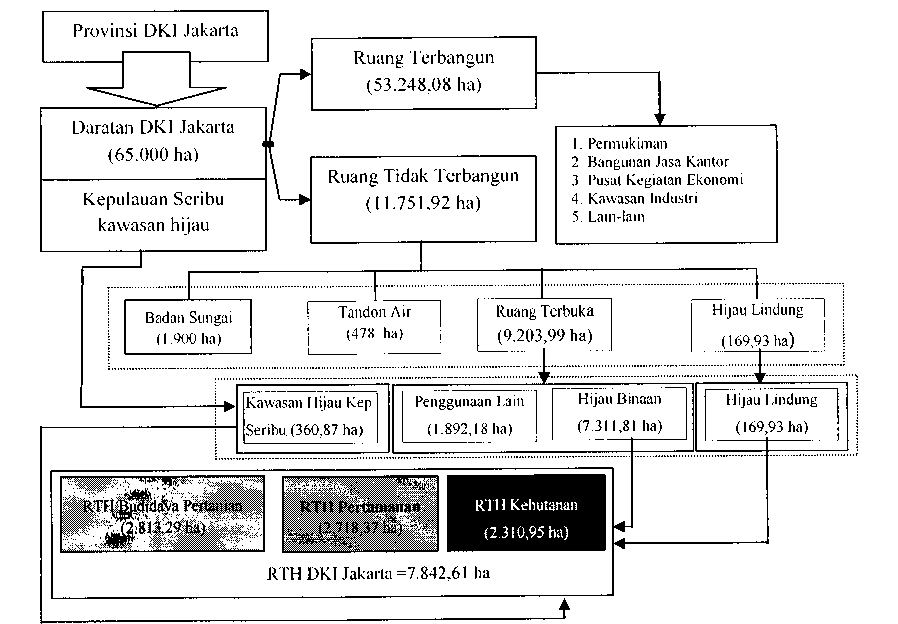 Provinsi DKI Jakarta
Daratan DKI Jakarta
(65.000 ha)
Kepulauan Seribu
kawasan hijau
Ruang Terbangun
(53.248,08 ha)
Ruang Tidak Terbangun
(11.751,92 ha)
1. Permukiman
2 Bangunan Jasa Kantor
3 Pusat Kegiatan Ekonomi
4. Kawasan Industri
5. Lain-lain
Badan Sungai
(1.900 ha)
Tandon Air
(478 ha)
Ruang Terbuka
(9,203,99 ha)
Hijau Lindung
(169,93 ha)
Kawasan Hijau Kep
Seribu (360,87 ha)
Penggunaan Lain
(1.892,18 ha)
Hijau Binaan
(7.311,81 ha)
Hijau Lindung
(169,93 ha)
RTH Budidaya Pertanian
(2.813,29 ha)
RTH Pertamanan
(2.718,37 ha)
RTH Kehutanan
(2.310,95 ha)
RTH DKI Jakarta =7.842,61 ha